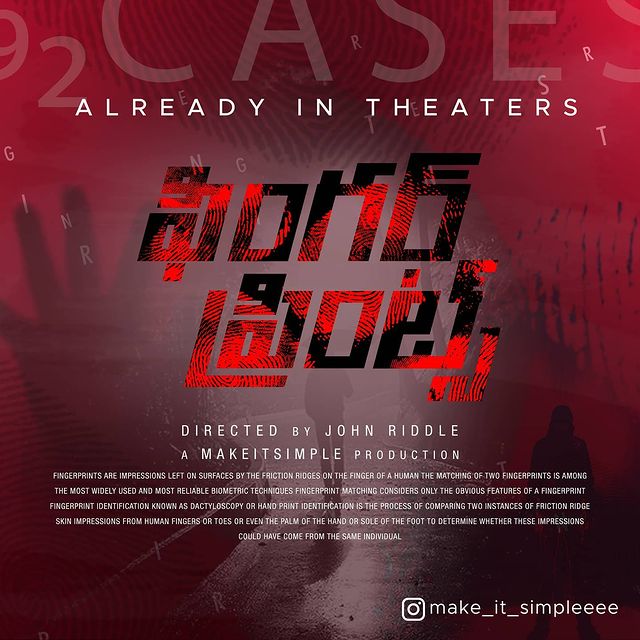 92 CASES
ALREADY IN THEATERS
ఫింగర్
ప్రింట్స్
DIRECTED BY JOHN RIDDLE
A MAKEITSIMPLE PRODUCTION
FINGERPRINTS ARE IMPRESSIONS LEFT ON SURFACES BY THE FRICTION RIDGES ON THE FINGER OF A HUMAN THE MATCHING OF TWO FINGERPRINTS IS AMONG
THE MOST WIDELY USED AND MOST RELIABLE BIOMETRIC TECHNIQUES FINGERPRINT MATCHING CONSIDERS ONLY THE OBVIOUS FEATURES OF A FINGERPRINT
FINGERPRINT IDENTIFICATION KNOWN AS DACTYLOSCOPY OR HAND PRINT IDENTIFICATION IS THE PROCESS OF COMPARING TWO INSTANCES OF FRICTION RIDGE
SKIN IMPRESSIONS FROM HUMAN FINGERS OR TOES OR EVEN THE PALM OF THE HAND OR SOLE OF THE FOOT TO DETERMINE WHETHER THESE IMPRESSIONS
COULD HAVE COME FROM THE SAME INDIVIDUAL
make_it_simpleeee